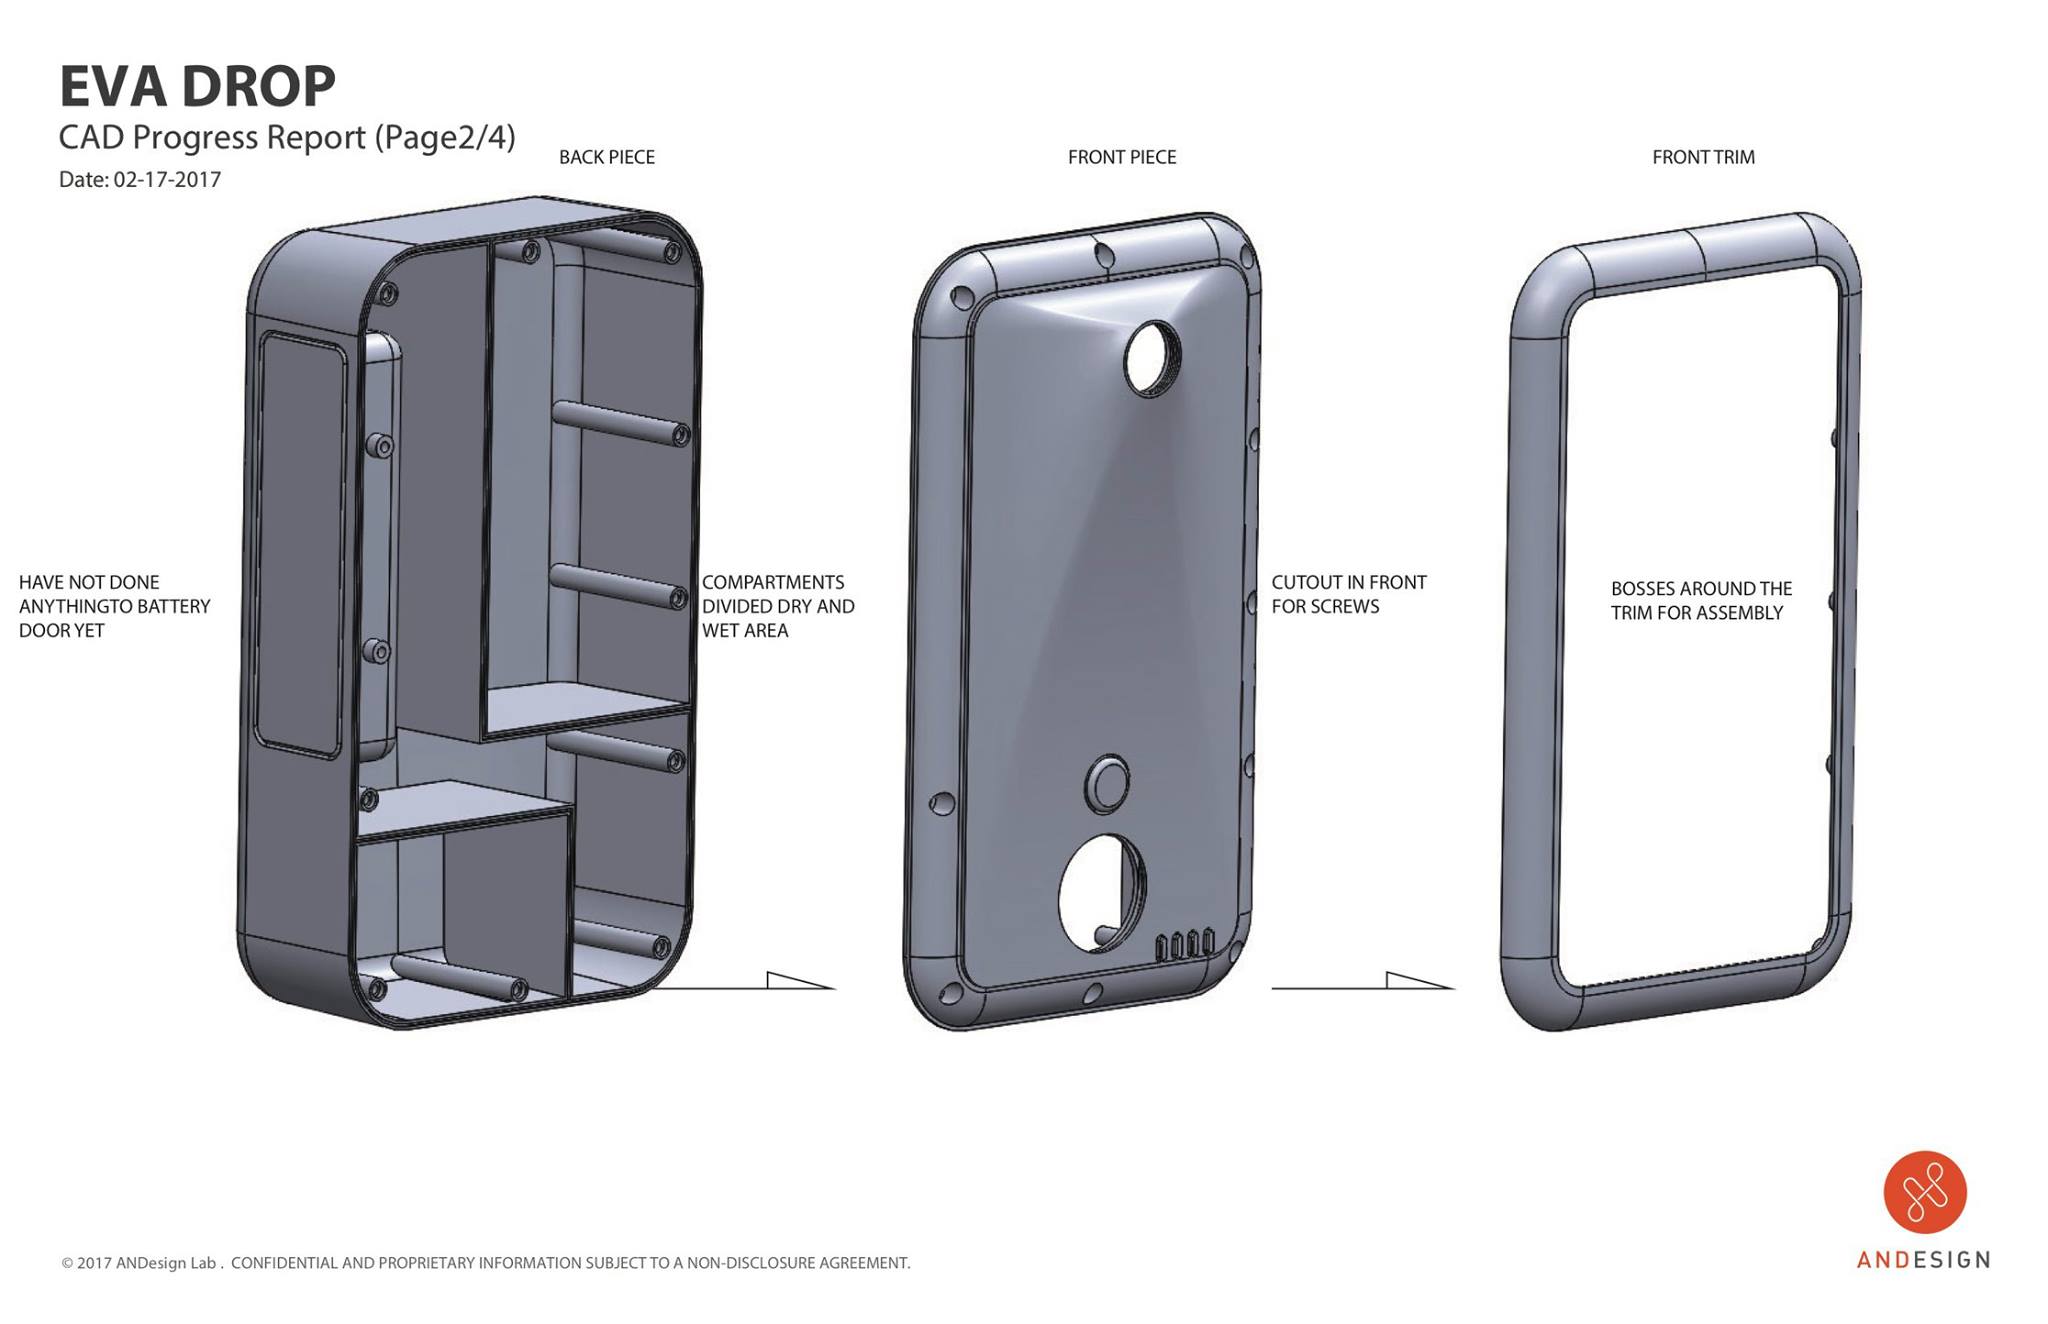 EVA DROP
CAD Progress Report (Page2/4)
Date: 02-17-2017
BACK PIECE
FRONT PIECE
FRONT TRIM
HAVE NOT DONE
ANYTHINGTO BATTERY
DOOR YET
COMPARTMENTS
DIVIDED DRY AND
WET AREA
CUTOUT IN FRONT
FOR SCREWS
BOSSES AROUND THE
TRIM FOR ASSEMBLY
© 2017 ANDesign Lab . CONFIDENTIAL AND PROPRIETARY INFORMATION SUBJECT TO A NON-DISCLOSURE AGREEMENT.
ANDESIGN